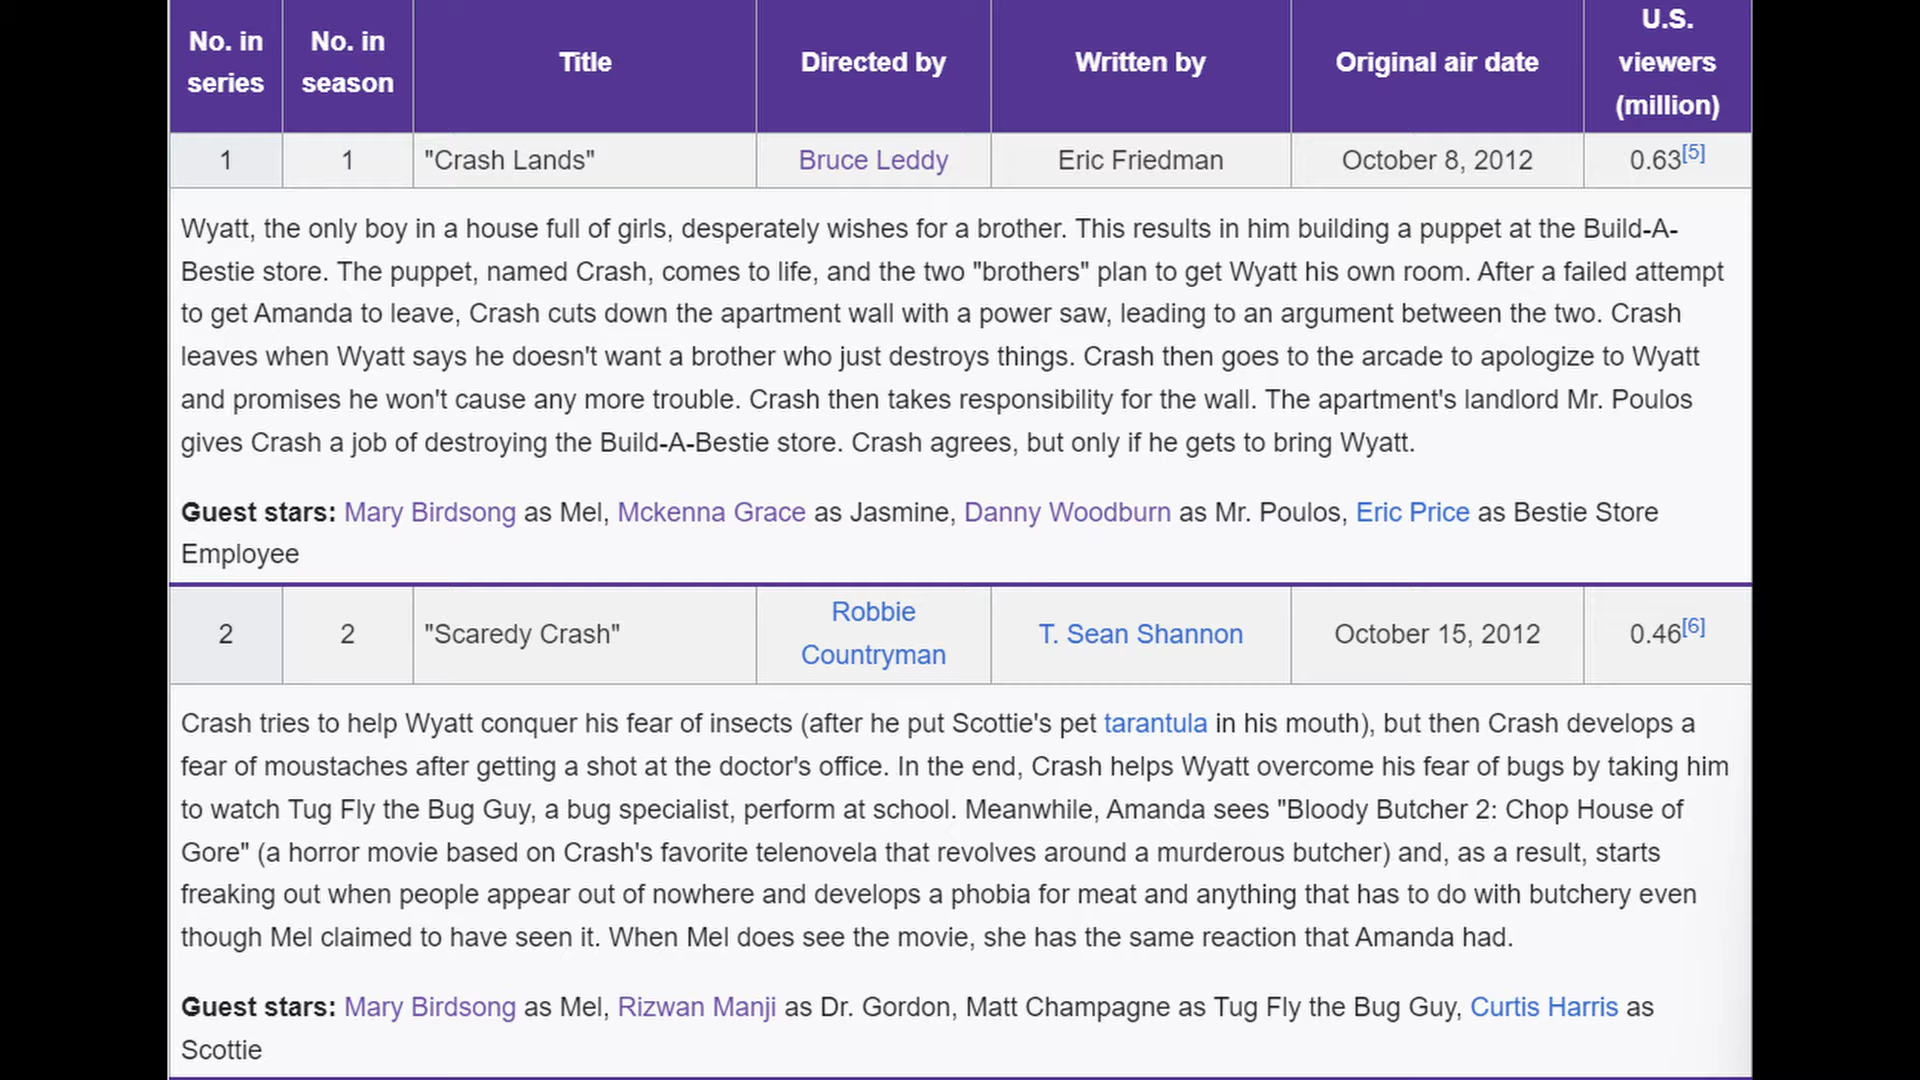 No. in series
No. in season
Title
Directed by
Written by
Original air date
U.S. viewers (million)
1 1 "Crash Lands" Bruce Leddy Eric Friedman October 8, 2012 0.63[5]
Wyatt, the only boy in a house full of girls, desperately wishes for a brother. This results in him building a puppet at the Build-A-
Bestie store. The puppet, named Crash, comes to life, and the two "brothers" plan to get Wyatt his own room. After a failed attempt
to get Amanda to leave, Crash cuts down the apartment wall with a power saw, leading to an argument between the two. Crash
leaves when Wyatt says he doesn't want a brother who just destroys things. Crash then goes to the arcade to apologize to Wyatt
and promises he won't cause any more trouble. Crash then takes responsibility for the wall. The apartment's landlord Mr. Poulos
gives Crash a job of destroying the Build-A-Bestie store. Crash agrees, but only if he gets to bring Wyatt.
Guest stars: Mary Birdsong as Mel, Mckenna Grace as Jasmine, Danny Woodburn as Mr. Poulos, Eric Price as Bestie Store
Employee
2 2 "Scaredy Crash" Robbie Countryman T. Sean Shannon October 15, 2012 0.46[6]
Crash tries to help Wyatt conquer his fear of insects (after he put Scottie's pet tarantula in his mouth), but then Crash develops a
fear of moustaches after getting a shot at the doctor's office. In the end, Crash helps Wyatt overcome his fear of bugs by taking him
to watch Tug Fly the Bug Guy, a bug specialist, perform at school. Meanwhile, Amanda sees "Bloody Butcher 2: Chop House of
Gore" (a horror movie based on Crash's favorite telenovela that revolves around a murderous butcher) and, as a result, starts
freaking out when people appear out of nowhere and develops a phobia for meat and anything that has to do with butchery even
though Mel claimed to have seen it. When Mel does see the movie, she has the same reaction that Amanda had.
Guest stars: Mary Birdsong as Mel, Rizwan Manji as Dr. Gordon, Matt Champagne as Tug Fly the Bug Guy, Curtis Harris as
Scottie